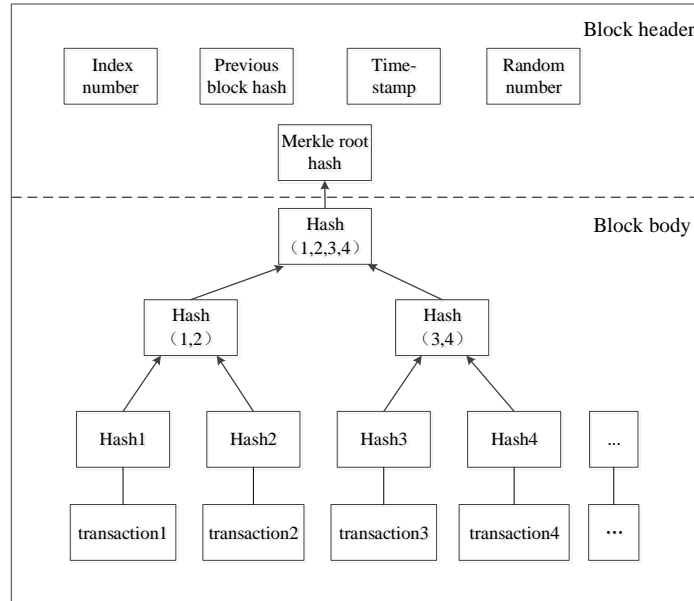 Block header
Index
number
Previous
block hash
Time-
stamp
Random
number
Merkle root
hash
Block body
Hash
（1,2,3,4）
Hash
（1,2）
Hash
（3,4）
Hash1
Hash2
Hash3
Hash4
...
transaction1
transaction2
transaction3
transaction4
...